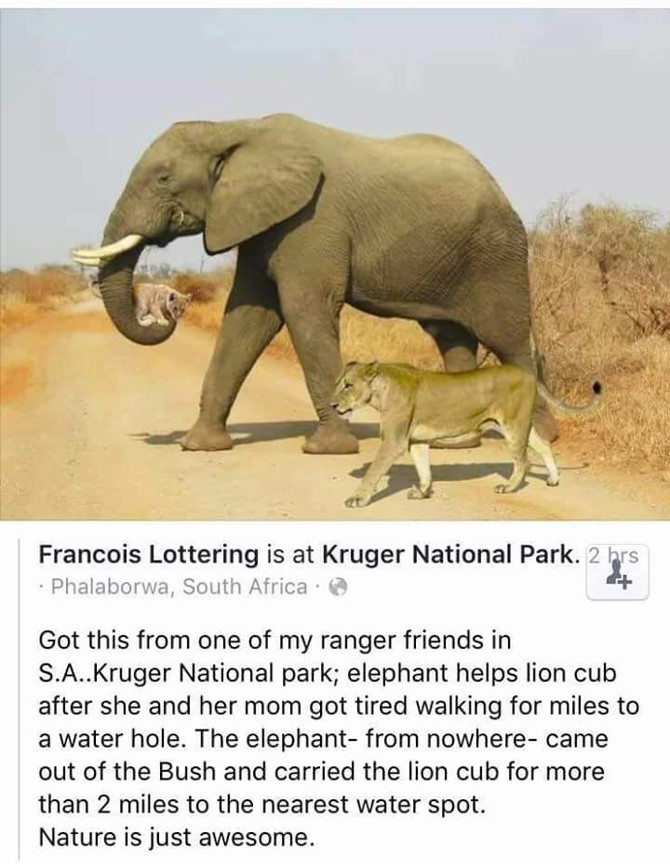 Francois Lottering is at Kruger National Park. 2 hrs
· Phalaborwa, South Africa ·
Got this from one of my ranger friends in
S.A..Kruger National park; elephant helps lion cub
after she and her mom got tired walking for miles to
a water hole. The elephant- from nowhere- came
out of the Bush and carried the lion cub for more
than 2 miles to the nearest water spot.
Nature is just awesome.